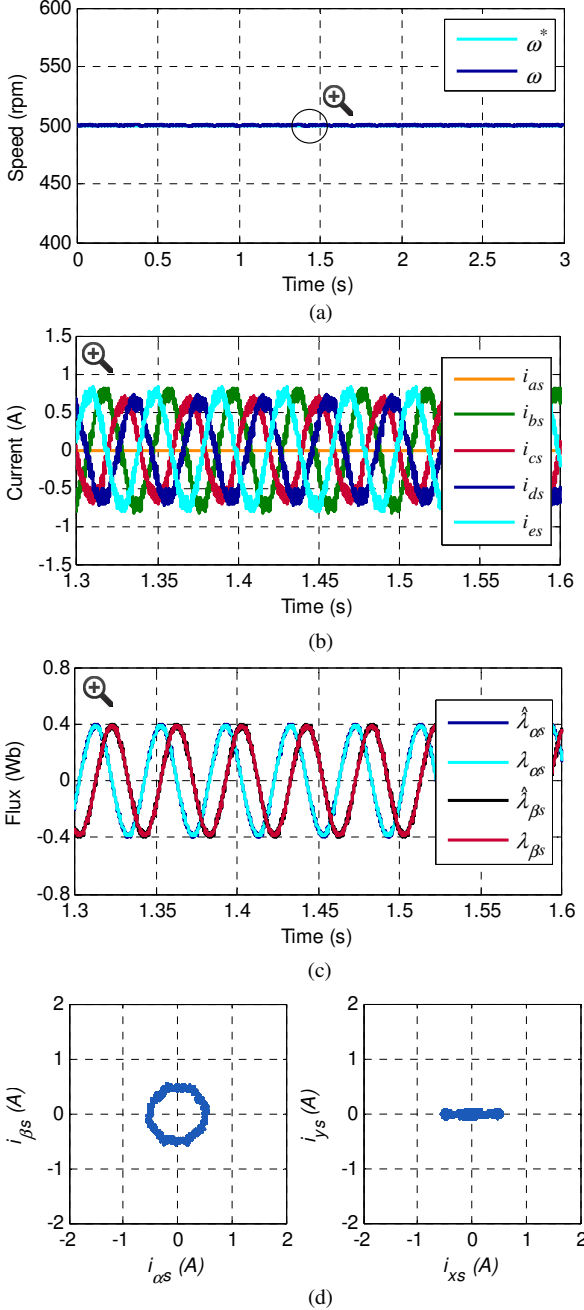 600
550
500
450
400
Speed (rpm)
ω*
ω
0 0.5 1 1.5 2 2.5 3
Time (s)
(a)
1.5
1
0.5
0
-0.5
-1
-1.5
Current (A)
i_as
i_bs
i_cs
i_ds
i_es
1.3 1.35 1.4 1.45 1.5 1.55 1.6
Time (s)
(b)
0.8
0.4
0
-0.4
-0.8
Flux (Wb)
λ̂_αs
λ_αs
λ̂_βs
λ_βs
1.3 1.35 1.4 1.45 1.5 1.55 1.6
Time (s)
(c)
2
1
0
-1
-2
i_βs (A)
-2 -1 0 1 2
i_αs (A)
2
1
0
-1
-2
i_ys (A)
-2 -1 0 1 2
i_xs (A)
(d)